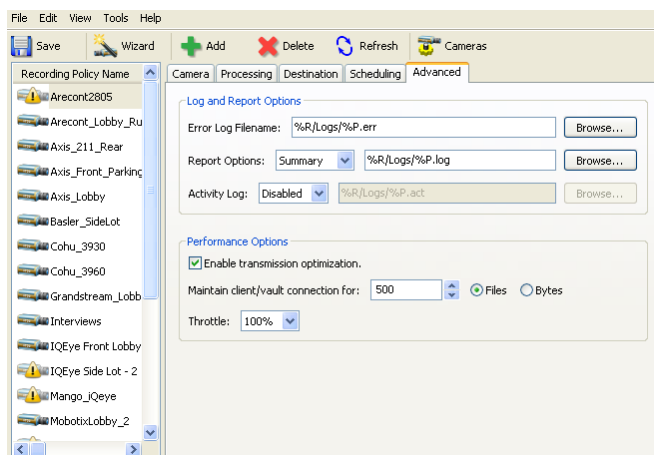 File Edit View Tools Help
Save Wizard Add Delete Refresh Cameras
Recording Policy Name
Camera Processing Destination Scheduling Advanced
Arecont2805
Arecont_Lobby_Ru
Axis_211_Rear
Axis_Front_Parking
Axis_Lobby
Basler_SideLot
Cohu_3930
Cohu_3960
Grandstream_Lobb
Interviews
IQEye Front Lobby
IQEye Side Lot - 2
Mango_iQeye
MobotixLobby_2
Log and Report Options
Error Log Filename: %R/Logs/%P.err Browse...
Report Options: Summary %R/Logs/%P.log Browse...
Activity Log: Disabled %R/Logs/%P.act Browse...
Performance Options
Enable transmission optimization.
Maintain client/vault connection for: 500 Files Bytes
Throttle: 100%